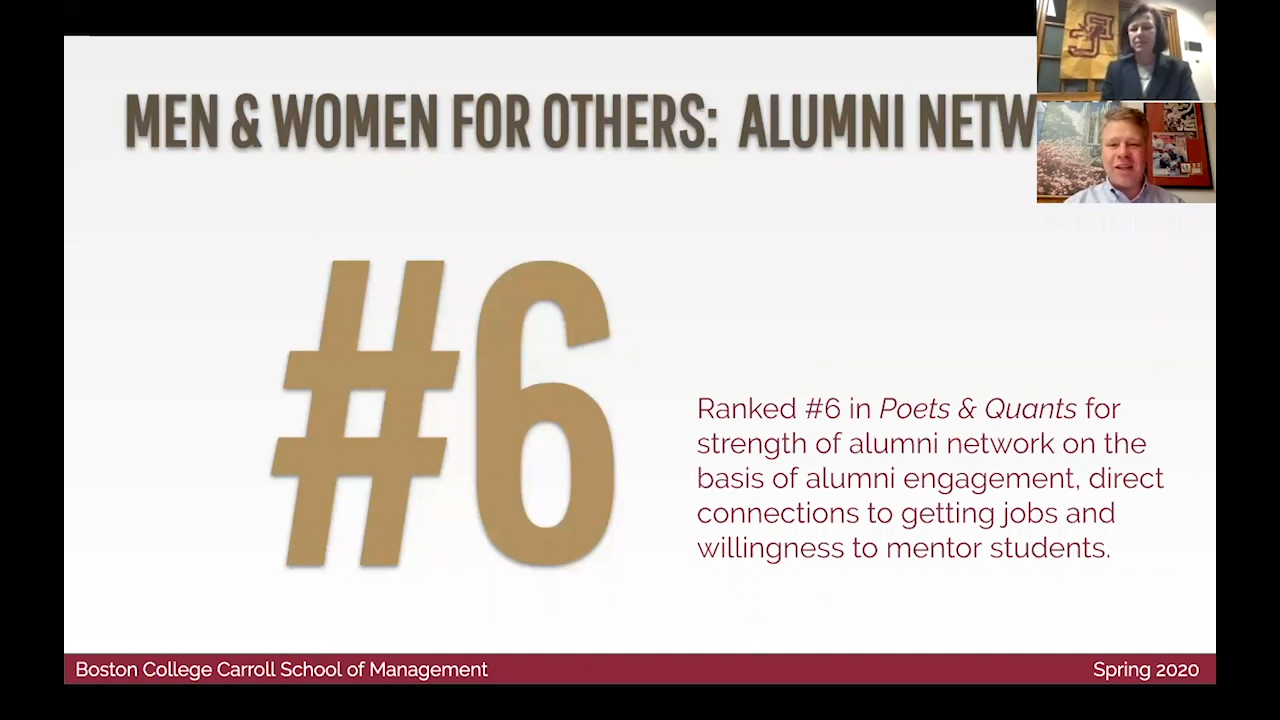 MEN & WOMEN FOR OTHERS: ALUMNI NETW
#6
Ranked #6 in Poets & Quants for
strength of alumni network on the
basis of alumni engagement, direct
connections to getting jobs and
willingness to mentor students.
Boston College Carroll School of Management
Spring 2020